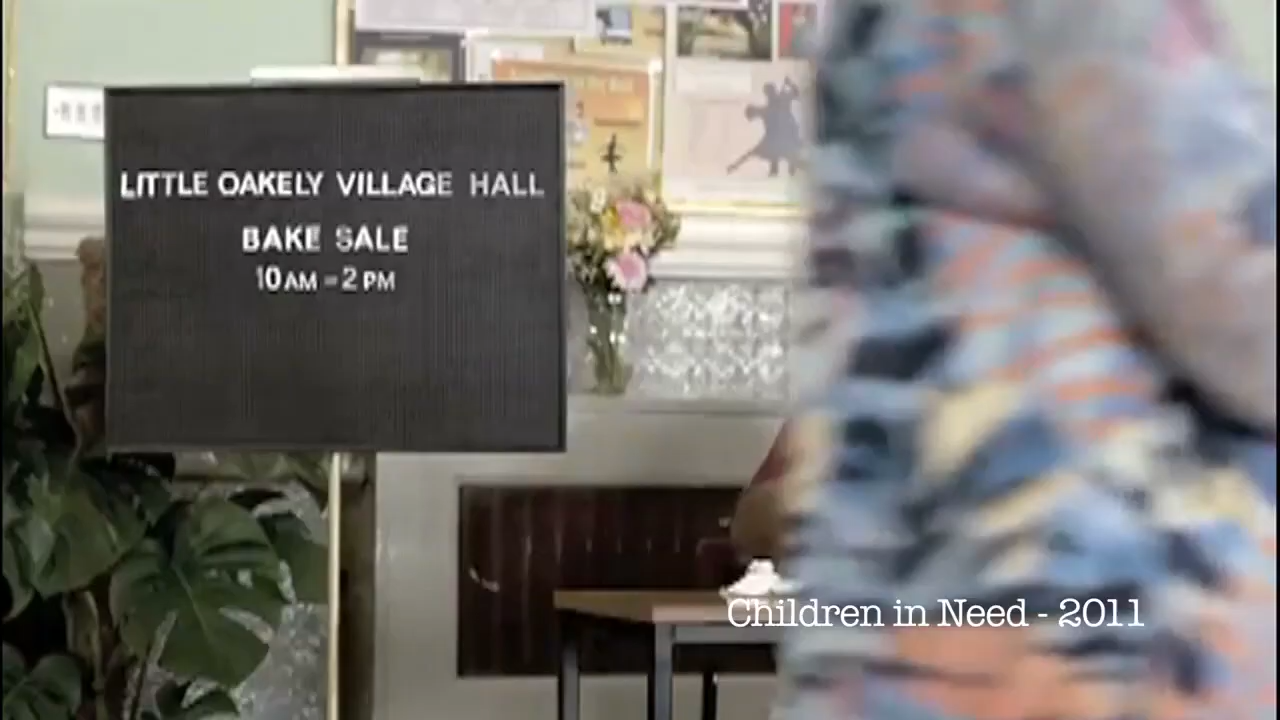 LITTLE OAKELY VILLAGE HALL
BAKE SALE
10AM - 2PM
Children in Need - 2011